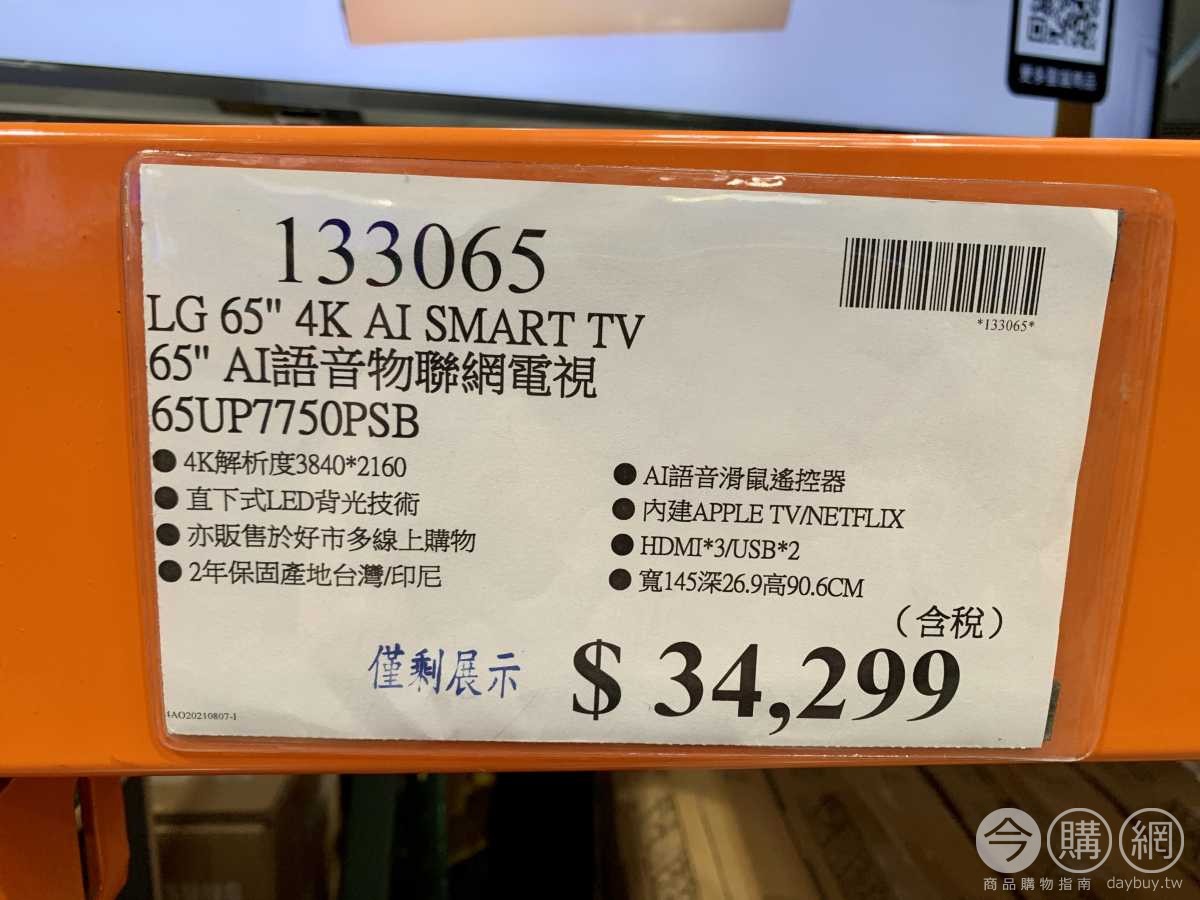 133065
*133065*
LG 65" 4K AI SMART TV
65" AI語音物聯網電視
65UP7750PSB
● 4K解析度3840*2160
● 直下式LED背光技術
● 亦販售於好市多線上購物
● 2年保固產地台灣/印尼
● AI語音滑鼠遙控器
● 內建APPLE TV/NETFLIX
● HDMI*3/USB*2
● 寬145深26.9高90.6CM
（含稅）
僅剩展示
$ 34,299
4AO20210807-1
今購網
商品購物指南 daybuy.tw